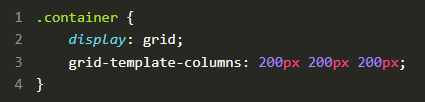 1 .container {
2     display: grid;
3     grid-template-columns: 200px 200px 200px;
4 }